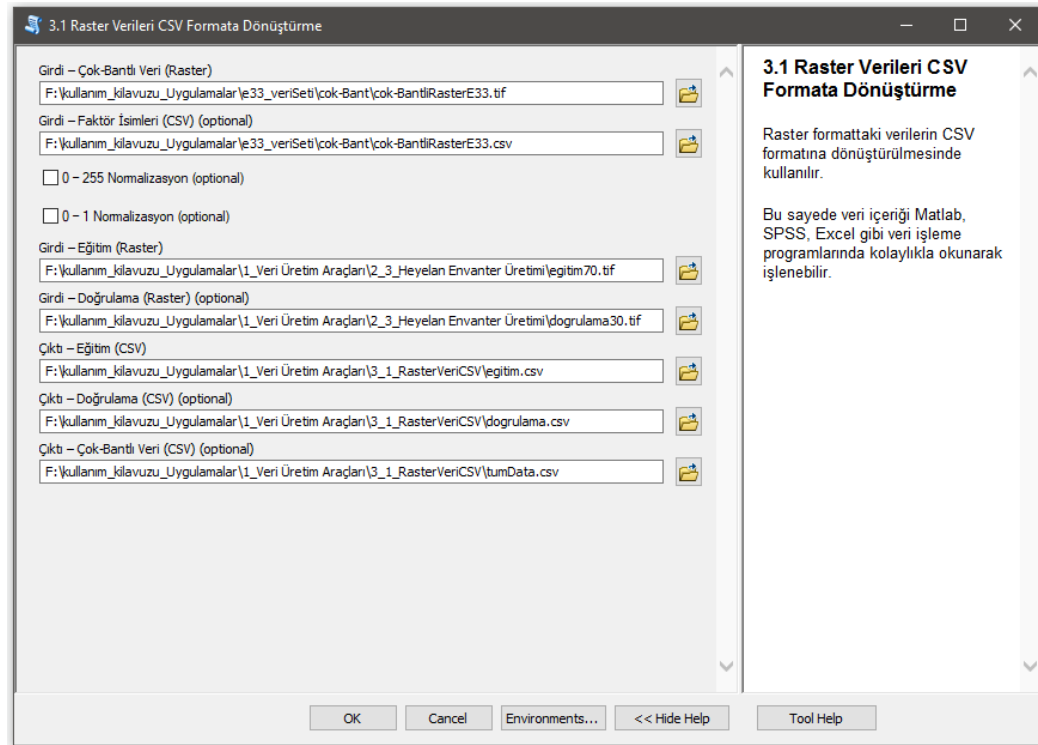 3.1 Raster Verileri CSV Formata Dönüştürme
Girdi – Çok-Bantlı Veri (Raster)
F:\kullanım_kilavuzu_Uygulamalar\e33_veriSeti\cok-Bant\cok-BantliRasterE33.tif
Girdi – Faktör İsimleri (CSV) (optional)
F:\kullanım_kilavuzu_Uygulamalar\e33_veriSeti\cok-Bant\cok-BantliRasterE33.csv
0 – 255 Normalizasyon (optional)
0 – 1 Normalizasyon (optional)
Girdi – Eğitim (Raster)
F:\kullanım_kilavuzu_Uygulamalar\1_Veri Üretim Araçları\2_3_Heyelan Envanter Üretimi\egitim70.tif
Girdi – Doğrulama (Raster) (optional)
F:\kullanım_kilavuzu_Uygulamalar\1_Veri Üretim Araçları\2_3_Heyelan Envanter Üretimi\dogrulama30.tif
Çıktı – Eğitim (CSV)
F:\kullanım_kilavuzu_Uygulamalar\1_Veri Üretim Araçları\3_1_RasterVeriCSV\egitim.csv
Çıktı – Doğrulama (CSV) (optional)
F:\kullanım_kilavuzu_Uygulamalar\1_Veri Üretim Araçları\3_1_RasterVeriCSV\dogrulama.csv
Çıktı – Çok-Bantlı Veri (CSV) (optional)
F:\kullanım_kilavuzu_Uygulamalar\1_Veri Üretim Araçları\3_1_RasterVeriCSV\tumData.csv
3.1 Raster Verileri CSV
Formata Dönüştürme
Raster formattaki verilerin CSV
formatına dönüştürülmesinde
kullanılır.
Bu sayede veri içeriği Matlab,
SPSS, Excel gibi veri işleme
programlarında kolaylıkla okunarak
işlenebilir.
OK
Cancel
Environments...
<< Hide Help
Tool Help